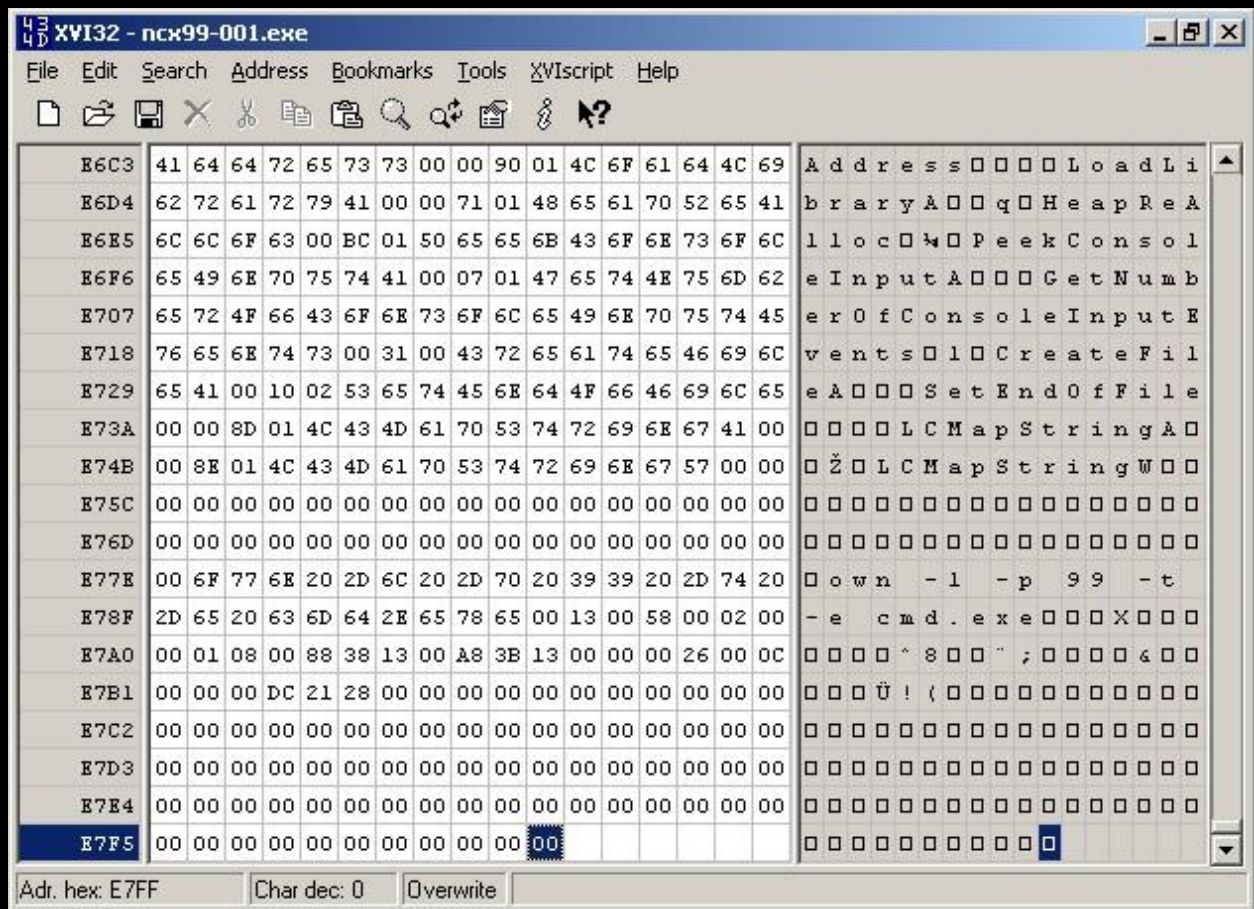 XVI32 - ncx99-001.exe
File Edit Search Address Bookmarks Tools XVIscript Help
E6C3 41 64 64 72 65 73 73 00 00 90 01 4C 6F 61 64 4C 69 Address□□□□LoadLi
E6D4 62 72 61 72 79 41 00 00 71 01 48 65 61 70 52 65 41 braryA□□q□HeapReA
E6E5 6C 6C 6F 63 00 BC 01 50 65 65 6B 43 6F 6E 73 6F 6C lloc□¼□PeekConsol
E6F6 65 49 6E 70 75 74 41 00 07 01 47 65 74 4E 75 6D 62 eInputA□□□GetNumb
E707 65 72 4F 66 43 6F 6E 73 6F 6C 65 49 6E 70 75 74 45 erOfConsoleInputE
E718 76 65 6E 74 73 00 31 00 43 72 65 61 74 65 46 69 6C vents□1□CreateFil
E729 65 41 00 10 02 53 65 74 45 6E 64 4F 66 46 69 6C 65 eA□□□SetEndOfFile
E73A 00 00 8D 01 4C 43 4D 61 70 53 74 72 69 6E 67 41 00 □□□□LCMapStringA□
E74B 00 8E 01 4C 43 4D 61 70 53 74 72 69 6E 67 57 00 00 □Ž□LCMapStringW□□
E75C 00 00 00 00 00 00 00 00 00 00 00 00 00 00 00 00 00 □□□□□□□□□□□□□□□□□
E76D 00 00 00 00 00 00 00 00 00 00 00 00 00 00 00 00 00 □□□□□□□□□□□□□□□□□
E77E 00 6F 77 6E 20 2D 6C 20 2D 70 20 39 39 20 2D 74 20 □own -l -p 99 -t
E78F 2D 65 20 63 6D 64 2E 65 78 65 00 13 00 58 00 02 00 -e cmd.exe□□□X□□□
E7A0 00 01 08 00 88 38 13 00 A8 3B 13 00 00 00 26 00 0C □□□□ˆ8□□¨;□□□□&□□
E7B1 00 00 00 DC 21 28 00 00 00 00 00 00 00 00 00 00 00 □□□Ü!(□□□□□□□□□□□
E7C2 00 00 00 00 00 00 00 00 00 00 00 00 00 00 00 00 00 □□□□□□□□□□□□□□□□□
E7D3 00 00 00 00 00 00 00 00 00 00 00 00 00 00 00 00 00 □□□□□□□□□□□□□□□□□
E7E4 00 00 00 00 00 00 00 00 00 00 00 00 00 00 00 00 00 □□□□□□□□□□□□□□□□□
E7F5 00 00 00 00 00 00 00 00 00 00 00 □□□□□□□□□□□
Adr. hex: E7FF Char dec: 0 Overwrite